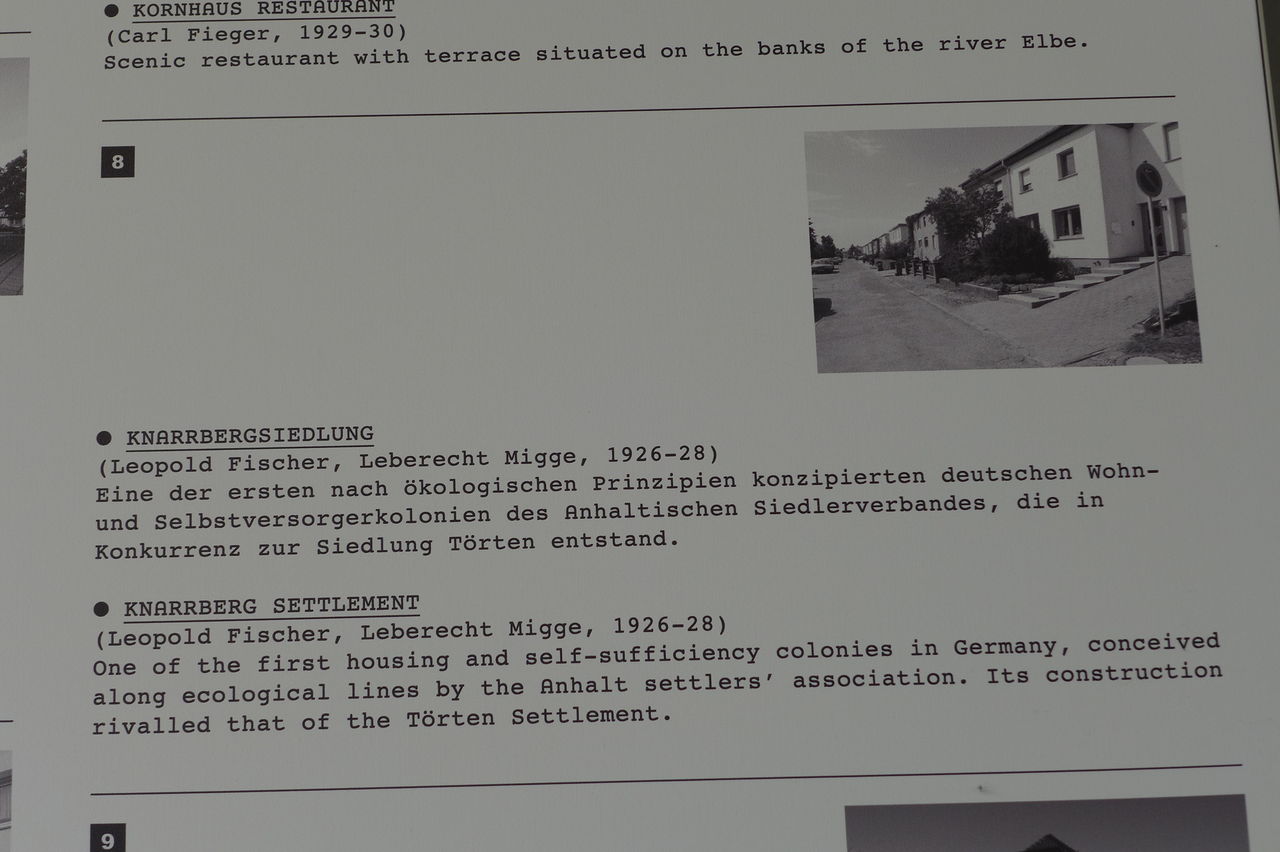 ● KORNHAUS RESTAURANT
(Carl Fieger, 1929–30)
Scenic restaurant with terrace situated on the banks of the river Elbe.
8
● KNARRBERGSIEDLUNG
(Leopold Fischer, Leberecht Migge, 1926–28)
Eine der ersten nach ökologischen Prinzipien konzipierten deutschen Wohn–
und Selbstversorgerkolonien des Anhaltischen Siedlerverbandes, die in
Konkurrenz zur Siedlung Törten entstand.
● KNARRBERG SETTLEMENT
(Leopold Fischer, Leberecht Migge, 1926–28)
One of the first housing and self–sufficiency colonies in Germany, conceived
along ecological lines by the Anhalt settlers’ association. Its construction
rivalled that of the Törten Settlement.
9